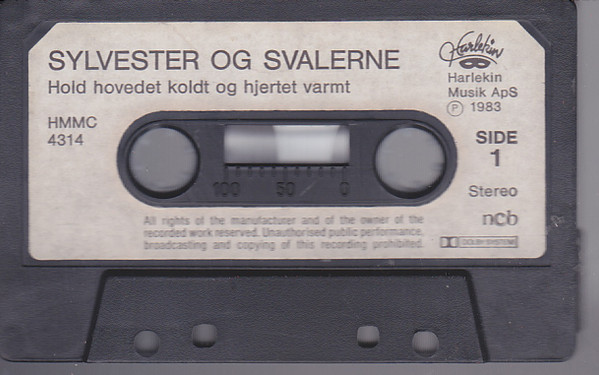 SYLVESTER OG SVALERNE
Hold hovedet koldt og hjertet varmt
Harlekin
Harlekin
Musik ApS
Ⓟ 1983
HMMC
4314
SIDE
1
100 50 0
Stereo
ncb
All rights of the manufacturer and of the owner of the
recorded work reserved. Unauthorised public performance,
broadcasting and copying of this recording prohibited.
DOLBY SYSTEM